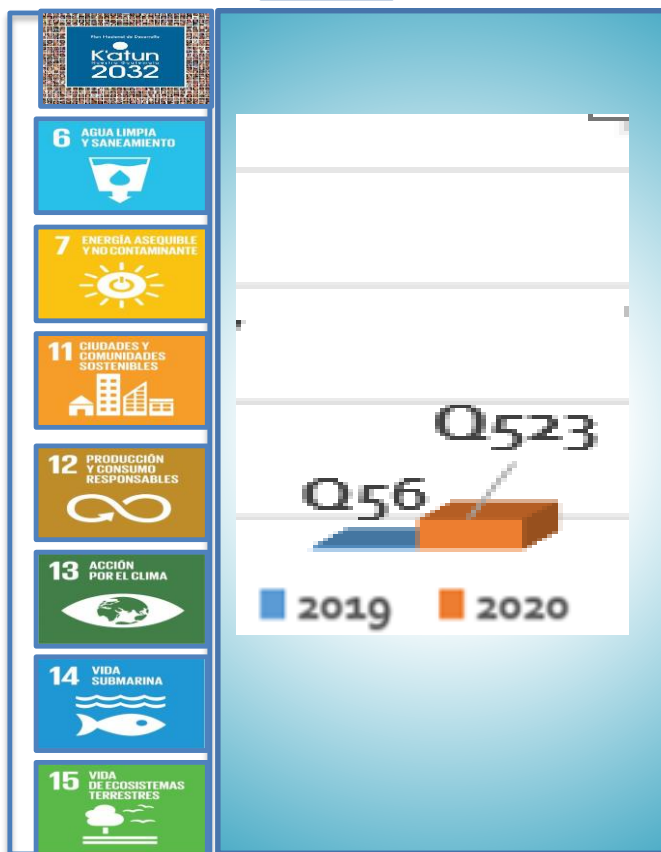 Plan Nacional de Desarrollo
K'atun
Nuestra Guatemala
2032
6 AGUA LIMPIA
Y SANEAMIENTO
7 ENERGÍA ASEQUIBLE
Y NO CONTAMINANTE
11 CIUDADES Y
COMUNIDADES
SOSTENIBLES
12 PRODUCCIÓN
Y CONSUMO
RESPONSABLES
13 ACCIÓN
POR EL CLIMA
14 VIDA
SUBMARINA
15 VIDA
DE ECOSISTEMAS
TERRESTRES
Q523
Q56
2019 2020